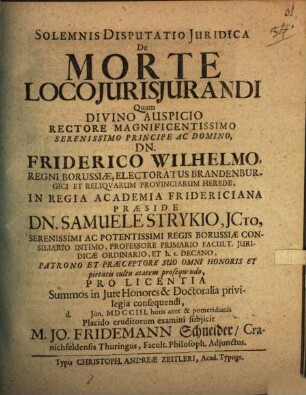 SOLEMNIS DISPUTATIO JURIDICA
De
MORTE
LOCO JURISJURANDI
Quam
DIVINO AUSPICIO
RECTORE MAGNIFICENTISSIMO
SERENISSIMO PRINCIPE AC DOMINO,
DN.
FRIDERICO WILHELMO,
REGNI BORUSSIÆ, ELECTORATUS BRANDENBUR-
GICI ET RELIQVARUM PROVINCIARUM HEREDE,
IN REGIA ACADEMIA FRIDERICIANA
PRÆSIDE
DN. SAMUELE STRYKIO, JCTO,
SERENISSIMI AC POTENTISSIMI REGIS BORUSSIÆ CON-
SILIARIO INTIMO, PROFESSORE PRIMARIO FACULT. JURI-
DICÆ ORDINARIO, ET h. t. DECANO,
PATRONO ET PRÆCEPTORE SUO OMNI HONORIS ET
pietatis cultu ætatem prosequendo,
PRO LICENTIA
Summos in Jure Honores & Doctoralia privi-
legia consequendi,
d. Jun. MDCCIII. horis ante & pomeridianis
Placido eruditorum examini subjicit
M. JO. FRIDEMANN Schneider/ Cra-
nichfeldensis Thuringus, Facult. Philosoph. Adjunctus.
Typis CHRISTOPH. ANDREÆ ZEITLERI, Acad. Typogr.